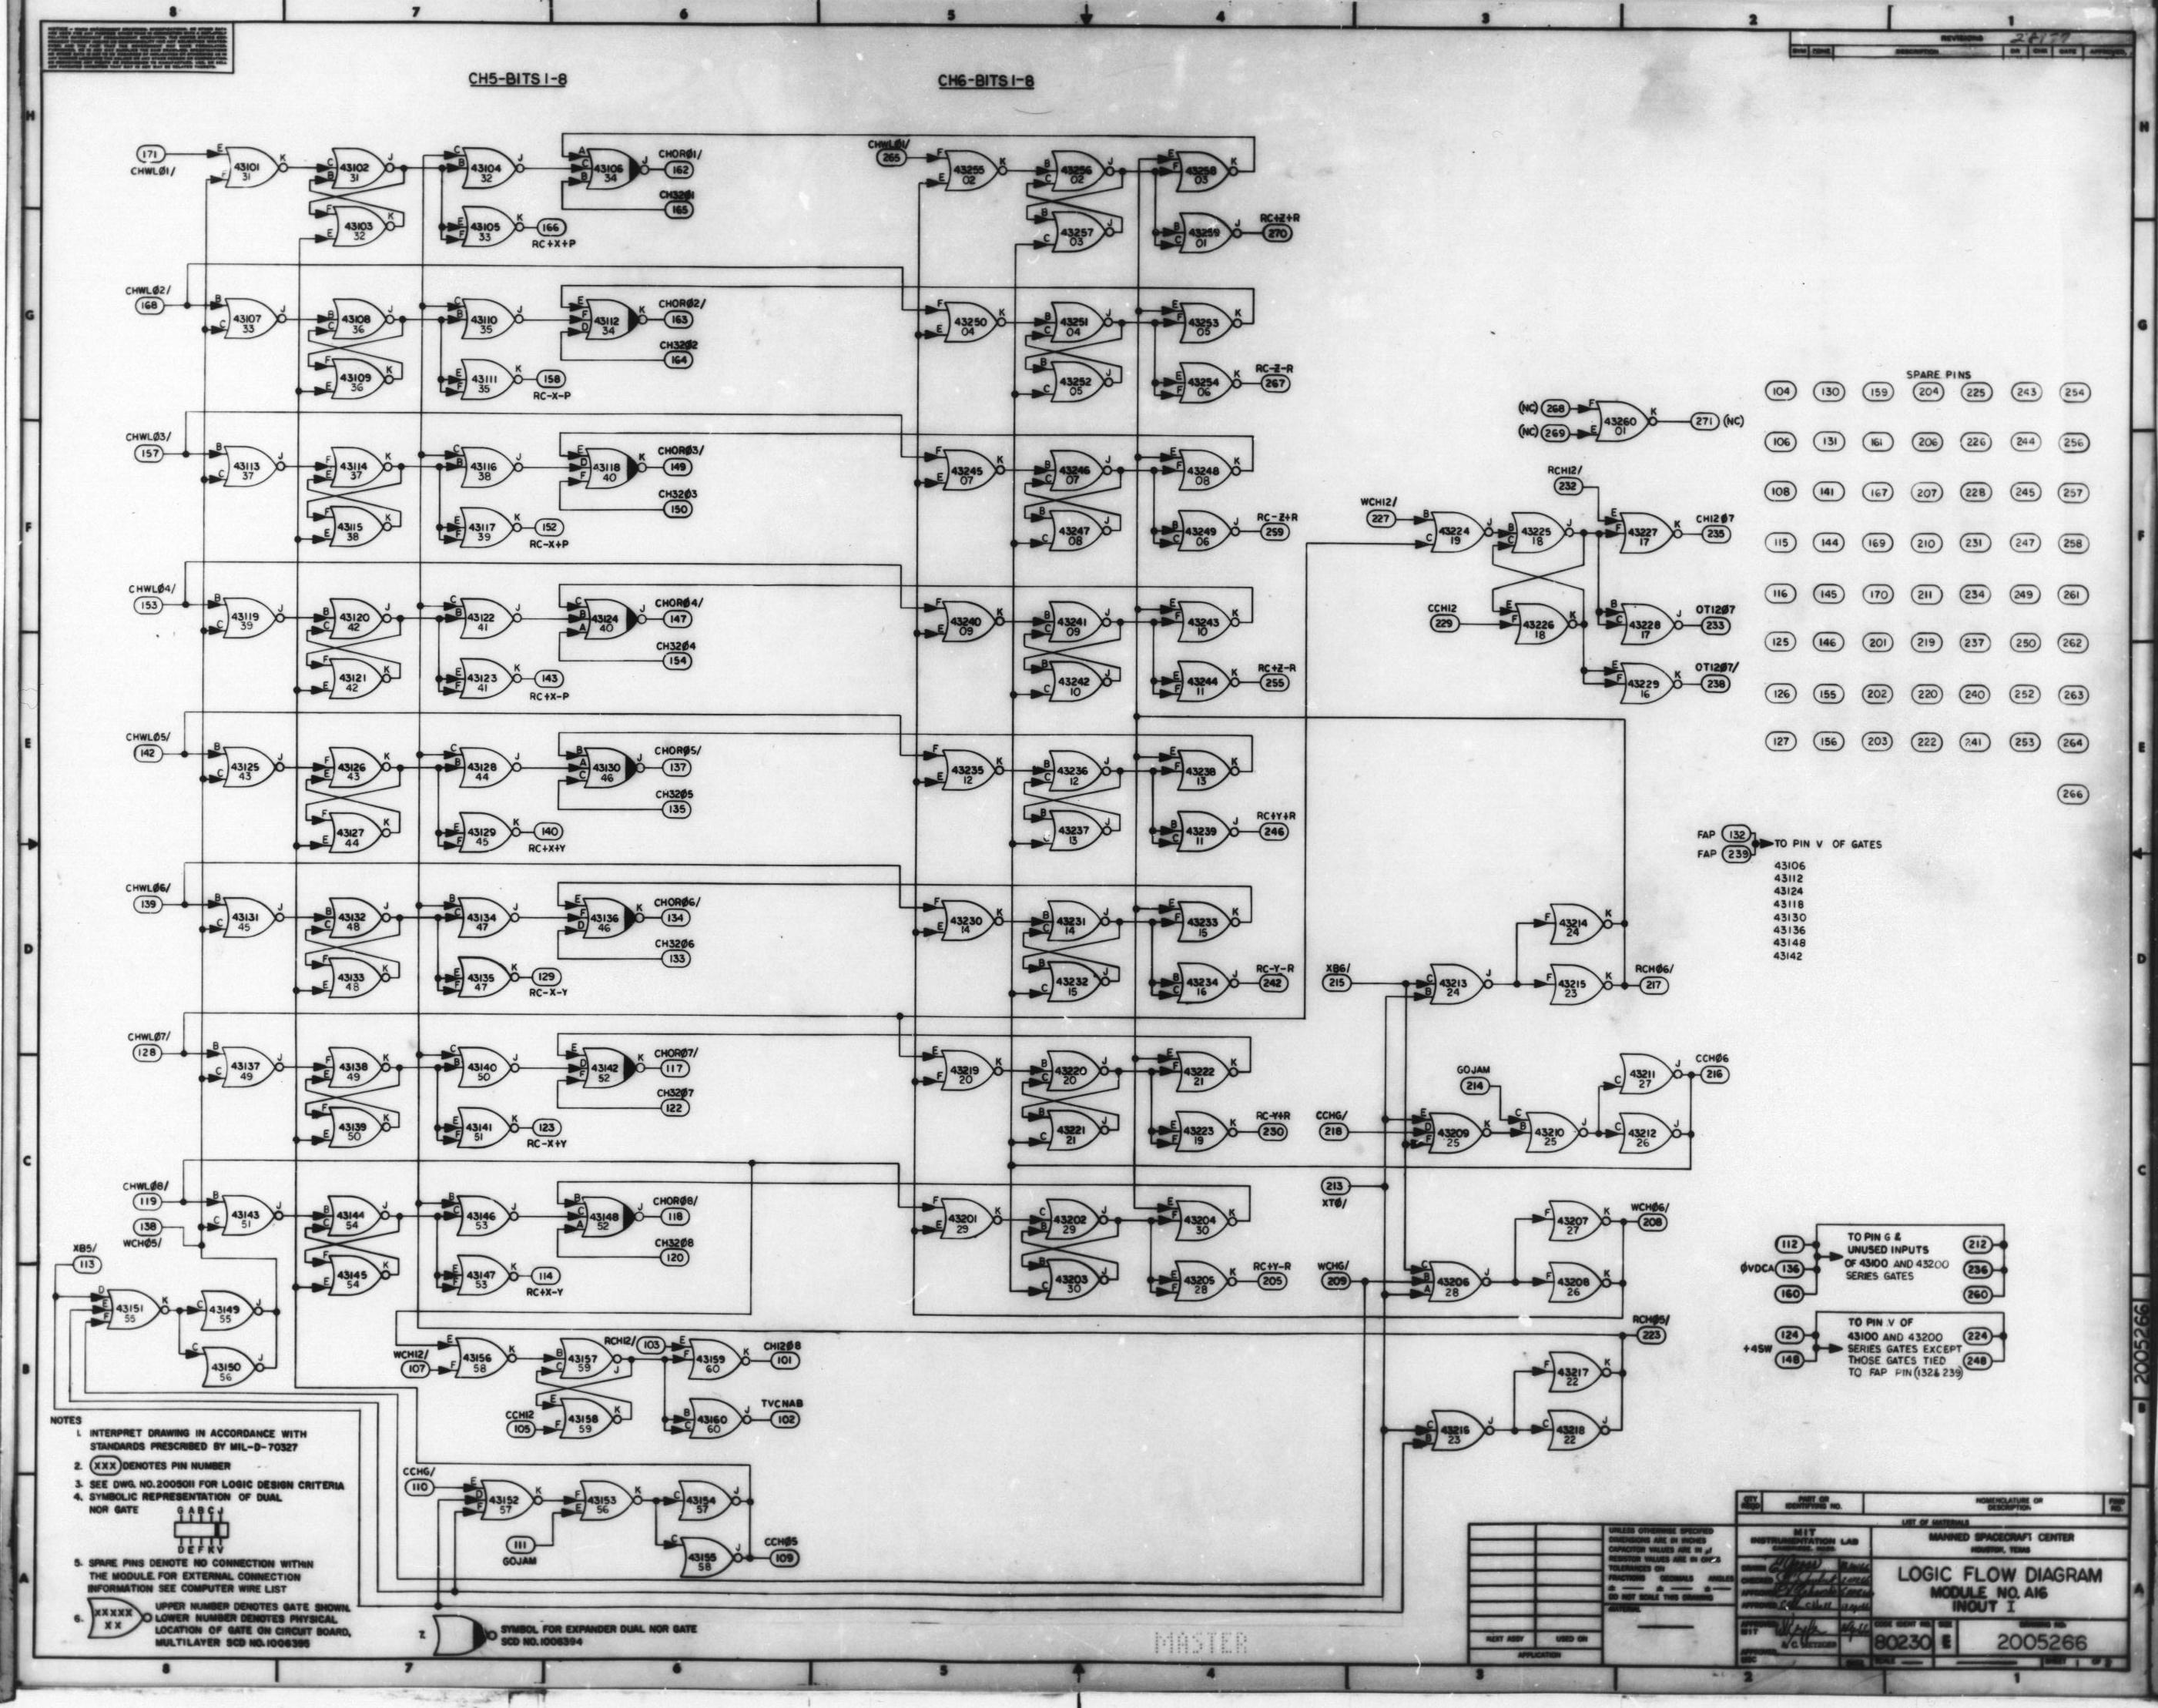 8 7 6 5 4 3 2 1
REVISIONS
DESCRIPTION
CH5-BITS 1-8
CH6-BITS 1-8
171
CHWLØ1/
43101 31
43102 31
43103 32
43104 32
43105 33
43106 34
CHORØ1/
162
CH32Ø1
165
166
RC+X+P
CHWLØ1/
265
43255 02
43256 02
43257 03
43258 03
43259 01
RC+Z+R
270
CHWLØ2/
168
43107 33
43108 36
43109 36
43110 35
43111 35
43112 34
CHORØ2/
163
CH32Ø2
164
158
RC-X-P
43250 04
43251 04
43252 05
43253 05
43254 06
RC-Z-R
267
CHWLØ3/
157
43113 37
43114 37
43115 38
43116 38
43117 39
43118 40
CHORØ3/
149
CH32Ø3
150
152
RC-X+P
43245 07
43246 07
43247 08
43248 08
43249 06
RC-Z+R
259
CHWLØ4/
153
43119 39
43120 42
43121 42
43122 41
43123 41
43124 40
CHORØ4/
147
CH32Ø4
154
143
RC+X-P
43240 09
43241 09
43242 10
43243 10
43244 11
RC+Z-R
255
CHWLØ5/
142
43125 43
43126 43
43127 44
43128 44
43129 45
43130 46
CHORØ5/
137
CH32Ø5
135
140
RC+X+Y
43235 12
43236 12
43237 13
43238 13
43239 11
RC+Y+R
246
CHWLØ6/
139
43131 45
43132 48
43133 48
43134 47
43135 47
43136 46
CHORØ6/
134
CH32Ø6
133
129
RC-X-Y
43230 14
43231 14
43232 15
43233 15
43234 16
RC-Y-R
242
CHWLØ7/
128
43137 49
43138 49
43139 50
43140 50
43141 51
43142 52
CHORØ7/
117
CH32Ø7
122
123
RC-X+Y
43219 20
43220 20
43221 21
43222 21
43223 19
RC-Y+R
230
CHWLØ8/
119
138
WCHØ5/
43143 51
43144 54
43145 54
43146 53
43147 53
43148 52
CHORØ8/
118
CH32Ø8
120
114
RC+X-Y
43201 29
43202 29
43203 30
43204 30
43205 28
RC+Y-R
205
XB5/
113
43151 55
43149 55
43150 56
WCH12/
107
43156 58
43157 59
43158 59
CCH12
105
RCH12/
103
43159 60
43160 60
CH12Ø8
101
TVCNAB
102
CCHG/
110
43152 57
43153 56
43154 57
43155 58
111
GOJAM
CCHØ5
109
(NC) 268
(NC) 269
43260 01
271 (NC)
RCH12/
232
WCH12/
227
43224 19
43225 18
43226 18
43227 17
43228 17
43229 16
CCH12
229
CH12Ø7
235
OT12Ø7
233
OT12Ø7/
238
XB6/
215
43213 24
43214 24
43215 23
RCHØ6/
217
GOJAM
214
CCHG/
218
43209 25
43210 25
43211 27
43212 26
CCHØ6
216
213
XTØ/
WCHG/
209
43206 28
43207 27
43208 26
WCHØ6/
208
RCHØ5/
223
43216 23
43217 22
43218 22
SPARE PINS
104 130 159 204 225 243 254
106 131 161 206 226 244 256
108 141 167 207 228 245 257
115 144 169 210 231 247 258
116 145 170 211 234 249 261
125 146 201 219 237 250 262
126 155 202 220 240 252 263
127 156 203 222 241 253 264
266
FAP 132
FAP 239
TO PIN V OF GATES
43106
43112
43124
43118
43130
43136
43148
43142
ØVDCA
112
136
160
TO PIN G &
UNUSED INPUTS
OF 43100 AND 43200
SERIES GATES
212
236
260
+4SW
124
148
TO PIN V OF
43100 AND 43200
SERIES GATES EXCEPT
THOSE GATES TIED
TO FAP PIN (132 & 239)
224
248
NOTES
1. INTERPRET DRAWING IN ACCORDANCE WITH
STANDARDS PRESCRIBED BY MIL-D-70327
2. XXX DENOTES PIN NUMBER
3. SEE DWG. NO. 2005011 FOR LOGIC DESIGN CRITERIA
4. SYMBOLIC REPRESENTATION OF DUAL
NOR GATE
G A B C J
D E F K V
5. SPARE PINS DENOTE NO CONNECTION WITHIN
THE MODULE. FOR EXTERNAL CONNECTION
INFORMATION SEE COMPUTER WIRE LIST
6. XXXXX XX
UPPER NUMBER DENOTES GATE SHOWN.
LOWER NUMBER DENOTES PHYSICAL
LOCATION OF GATE ON CIRCUIT BOARD,
MULTILAYER SCD NO. 1006395
7. SYMBOL FOR EXPANDER DUAL NOR GATE
SCD NO. 1006394
MASTER
NEXT ASSY USED ON
APPLICATION
UNLESS OTHERWISE SPECIFIED
DIMENSIONS ARE IN INCHES
DO NOT SCALE THIS DRAWING
QTY REQD
PART OR IDENTIFYING NO.
NOMENCLATURE OR DESCRIPTION
LIST OF MATERIALS
MIT
INSTRUMENTATION LAB
MANNED SPACECRAFT CENTER
HOUSTON, TEXAS
LOGIC FLOW DIAGRAM
MODULE NO. A16
INOUT I
80230
E
2005266
2005266
8 7 6 5 4 3 2 1